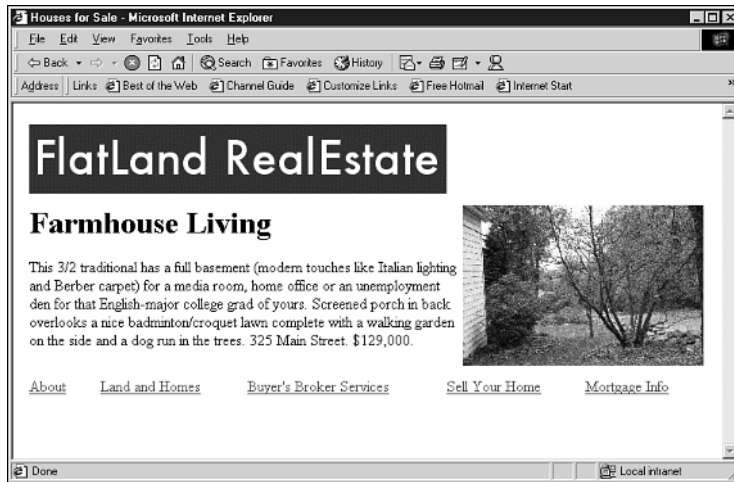 Houses for Sale - Microsoft Internet Explorer
File Edit View Favorites Tools Help
Back Search Favorites History
Address Links Best of the Web Channel Guide Customize Links Free Hotmail Internet Start
FlatLand RealEstate
Farmhouse Living
This 3/2 traditional has a full basement (modern touches like Italian lighting
and Berber carpet) for a media room, home office or an unemployment
den for that English-major college grad of yours. Screened porch in back
overlooks a nice badminton/croquet lawn complete with a walking garden
on the side and a dog run in the trees. 325 Main Street. $129,000.
About Land and Homes Buyer's Broker Services Sell Your Home Mortgage Info
Done Local intranet